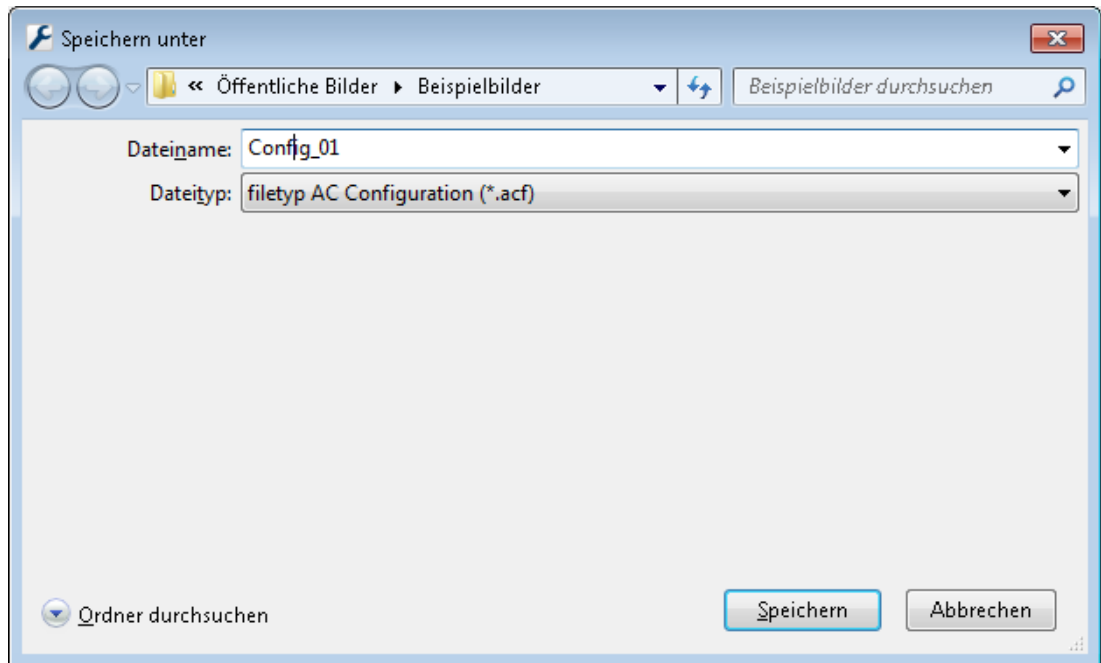 Speichern unter
« Öffentliche Bilder ▸ Beispielbilder Beispielbilder durchsuchen
Dateiname: Config_01
Dateityp: filetyp AC Configuration (*.acf)
Ordner durchsuchen Speichern Abbrechen